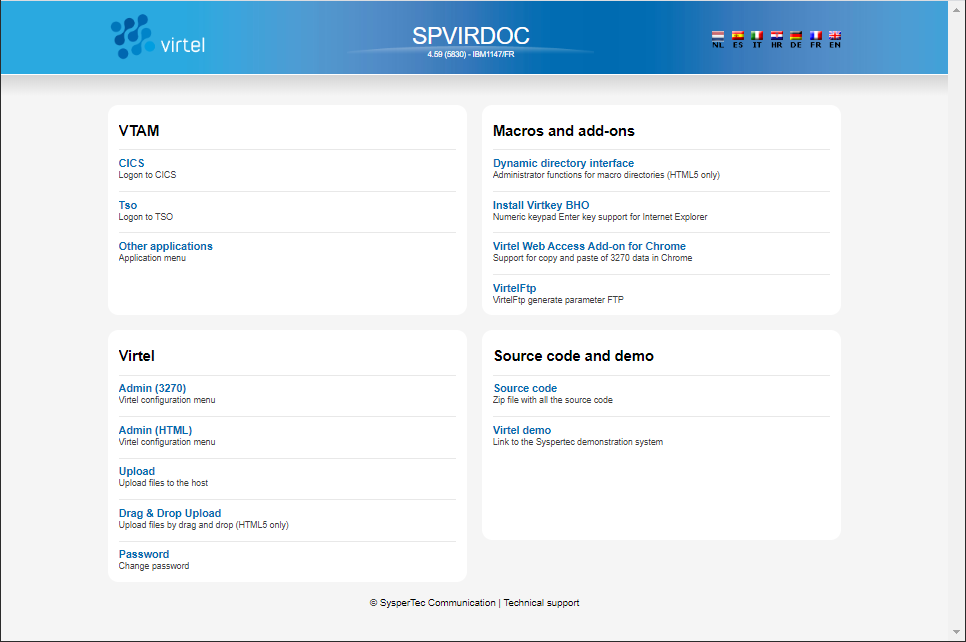 virtel
SPVIRDOC
4.59 (5830) - IBM1147/FR
NL ES IT HR DE FR EN
VTAM
CICS
Logon to CICS
Tso
Logon to TSO
Other applications
Application menu
Macros and add-ons
Dynamic directory interface
Administrator functions for macro directories (HTML5 only)
Install Virtkey BHO
Numeric keypad Enter key support for Internet Explorer
Virtel Web Access Add-on for Chrome
Support for copy and paste of 3270 data in Chrome
VirtelFtp
VirtelFtp generate parameter FTP
Virtel
Admin (3270)
Virtel configuration menu
Admin (HTML)
Virtel configuration menu
Upload
Upload files to the host
Drag & Drop Upload
Upload files by drag and drop (HTML5 only)
Password
Change password
Source code and demo
Source code
Zip file with all the source code
Virtel demo
Link to the Syspertec demonstration system
© SysperTec Communication | Technical support